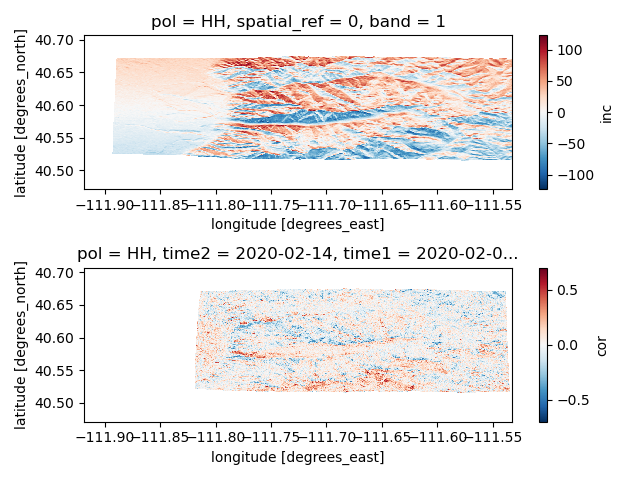 pol = HH, spatial_ref = 0, band = 1
40.70
40.65
40.60
40.55
40.50
latitude [degrees_north]
−111.90 −111.85 −111.80 −111.75 −111.70 −111.65 −111.60 −111.55
longitude [degrees_east]
100
50
0
−50
−100
inc
pol = HH, time2 = 2020-02-14, time1 = 2020-02-0...
40.70
40.65
40.60
40.55
40.50
latitude [degrees_north]
−111.90 −111.85 −111.80 −111.75 −111.70 −111.65 −111.60 −111.55
longitude [degrees_east]
0.5
0.0
−0.5
cor